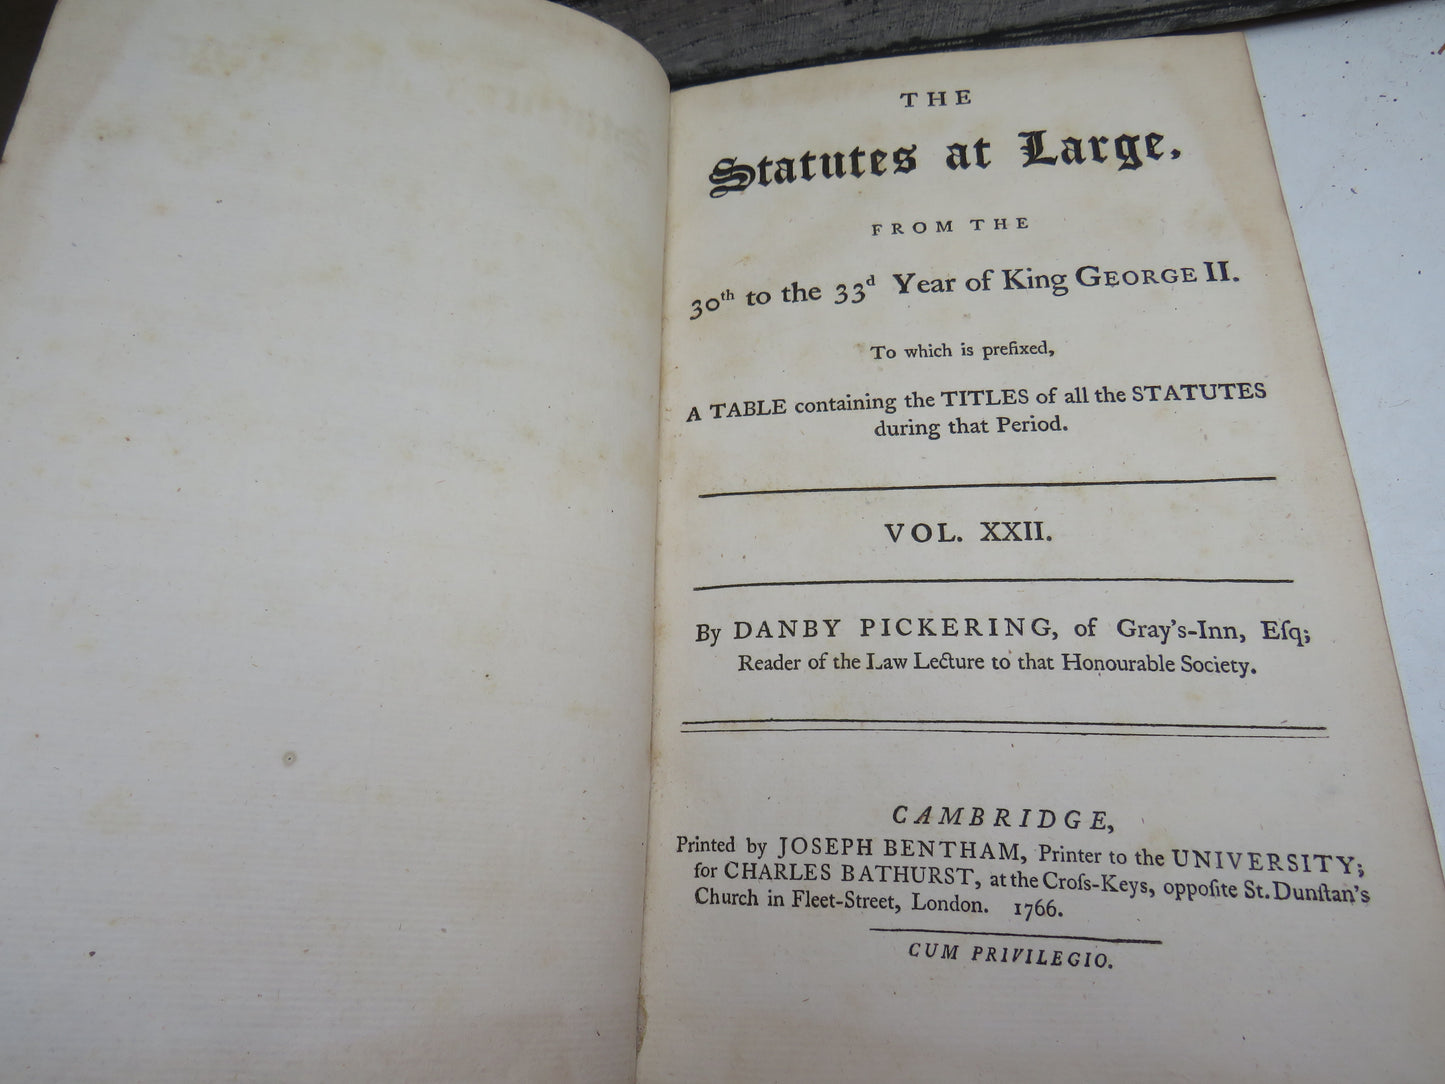 THE
Statutes at Large,
FROM THE
30th to the 33d Year of King GEORGE II.
To which is prefixed,
A TABLE containing the TITLES of all the STATUTES
during that Period.
VOL. XXII.
By DANBY PICKERING, of Gray's-Inn, Eſq;
Reader of the Law Lecture to that Honourable Society.
CAMBRIDGE,
Printed by JOSEPH BENTHAM, Printer to the UNIVERSITY;
for CHARLES BATHURST, at the Croſs-Keys, oppoſite St. Dunſtan's
Church in Fleet-Street, London. 1766.
CUM PRIVILEGIO.